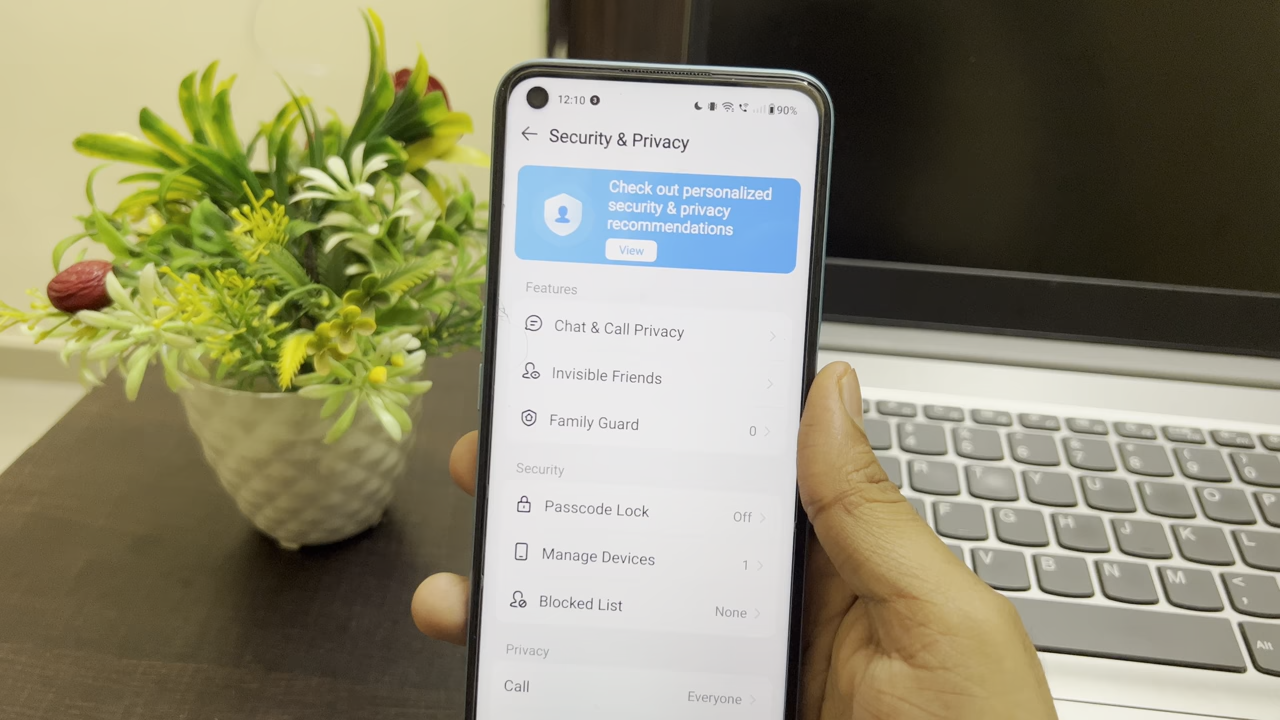 12:10
90%
Security & Privacy
Check out personalized
security & privacy
recommendations
View
Features
Chat & Call Privacy
Invisible Friends
Family Guard 0
Security
Passcode Lock Off
Manage Devices 1
Blocked List None
Privacy
Call Everyone
R Y U I O P
F G H J K L
V B N M
Alt